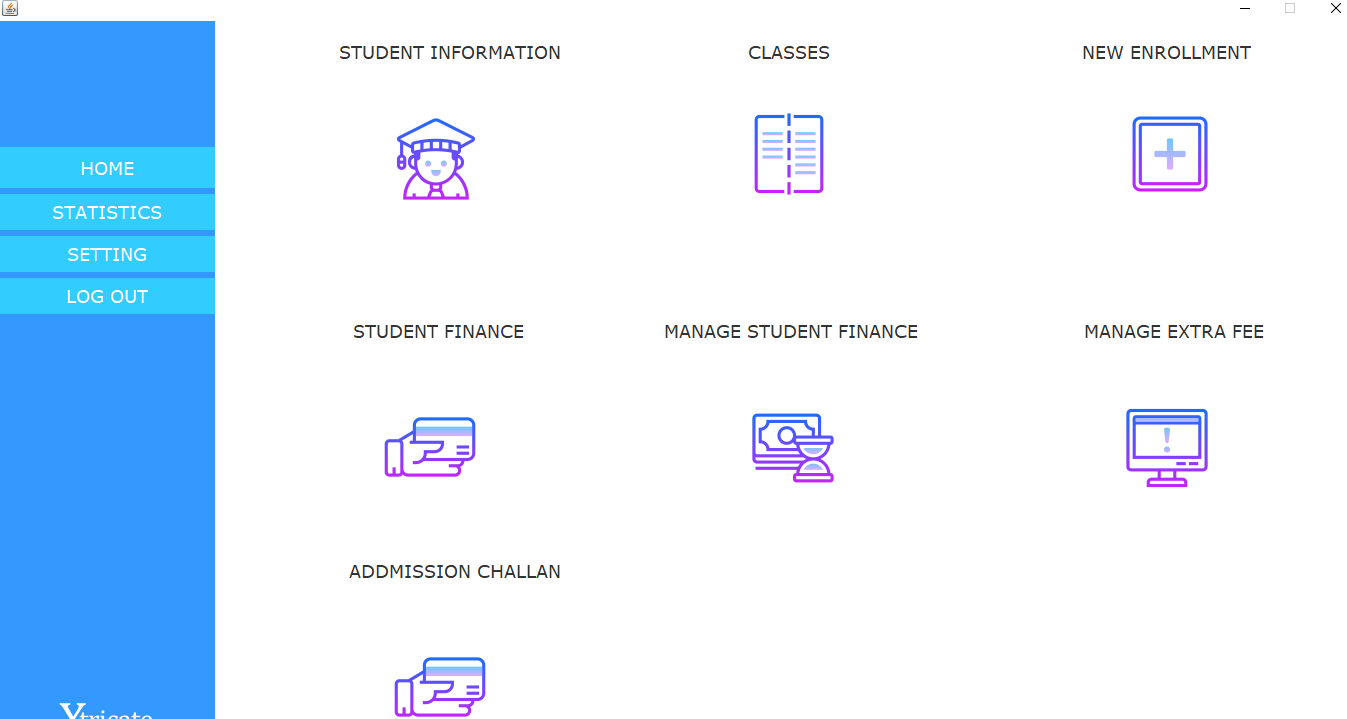 STUDENT INFORMATION
CLASSES
NEW ENROLLMENT
HOME
STATISTICS
SETTING
LOG OUT
STUDENT FINANCE
MANAGE STUDENT FINANCE
MANAGE EXTRA FEE
ADDMISSION CHALLAN